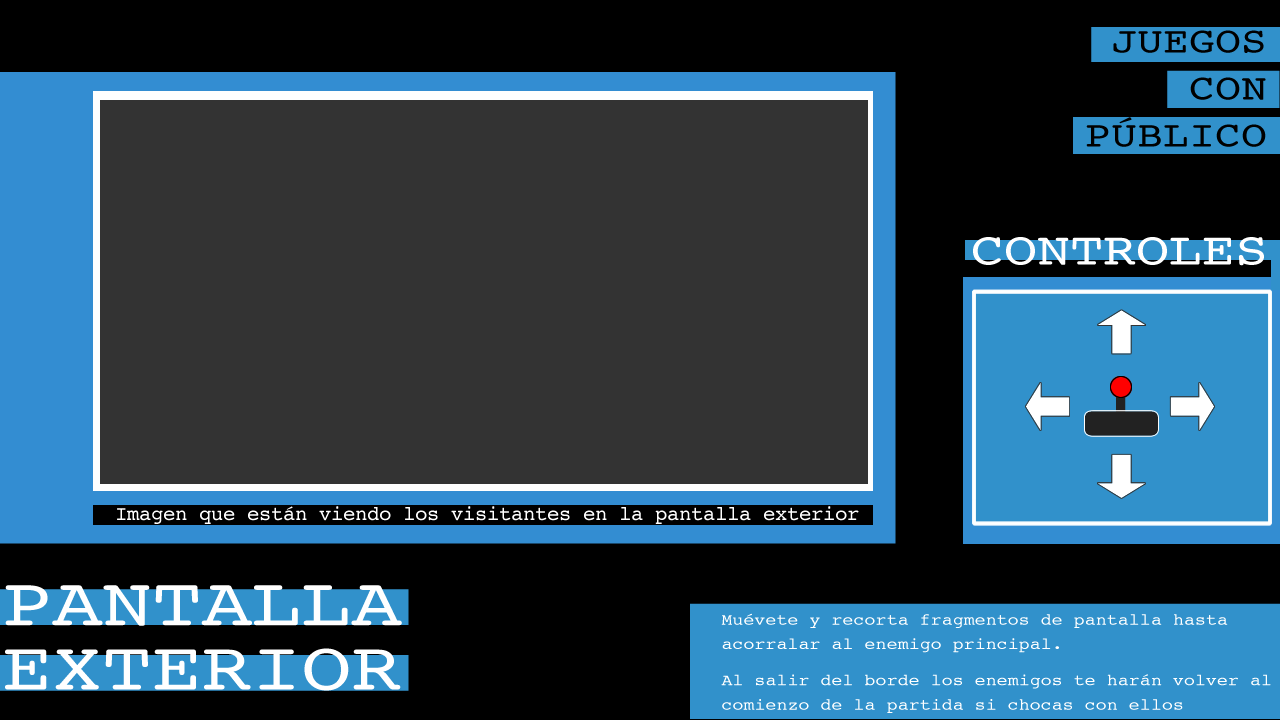 JUEGOS
CON
PÚBLICO
CONTROLES
Imagen que están viendo los visitantes en la pantalla exterior
PANTALLA
EXTERIOR
Muévete y recorta fragmentos de pantalla hasta
acorralar al enemigo principal.
Al salir del borde los enemigos te harán volver al
comienzo de la partida si chocas con ellos